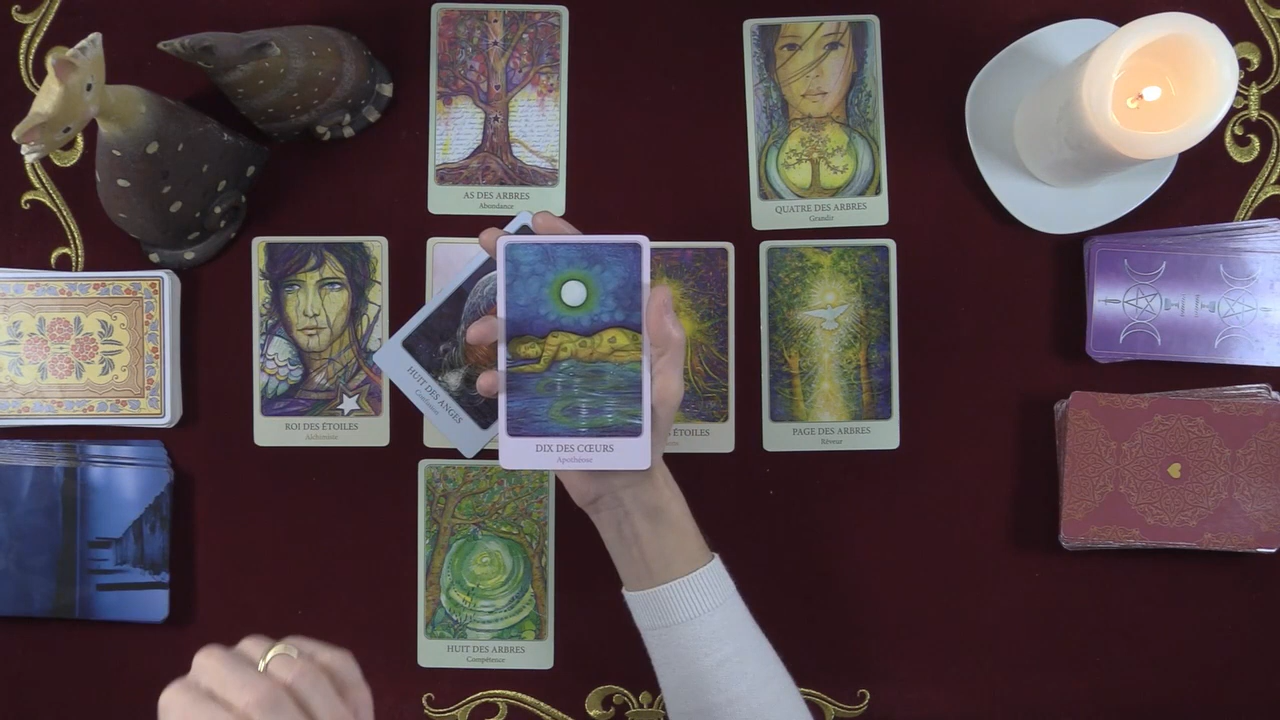 AS DES ARBRES
Abondance
QUATRE DES ARBRES
Grandir
ROI DES ÉTOILES
Alchimiste
HUIT DES ANGES
DIX DES CŒURS
Apothéose
ÉTOILES
PAGE DES ARBRES
Rêveur
HUIT DES ARBRES
Compétence